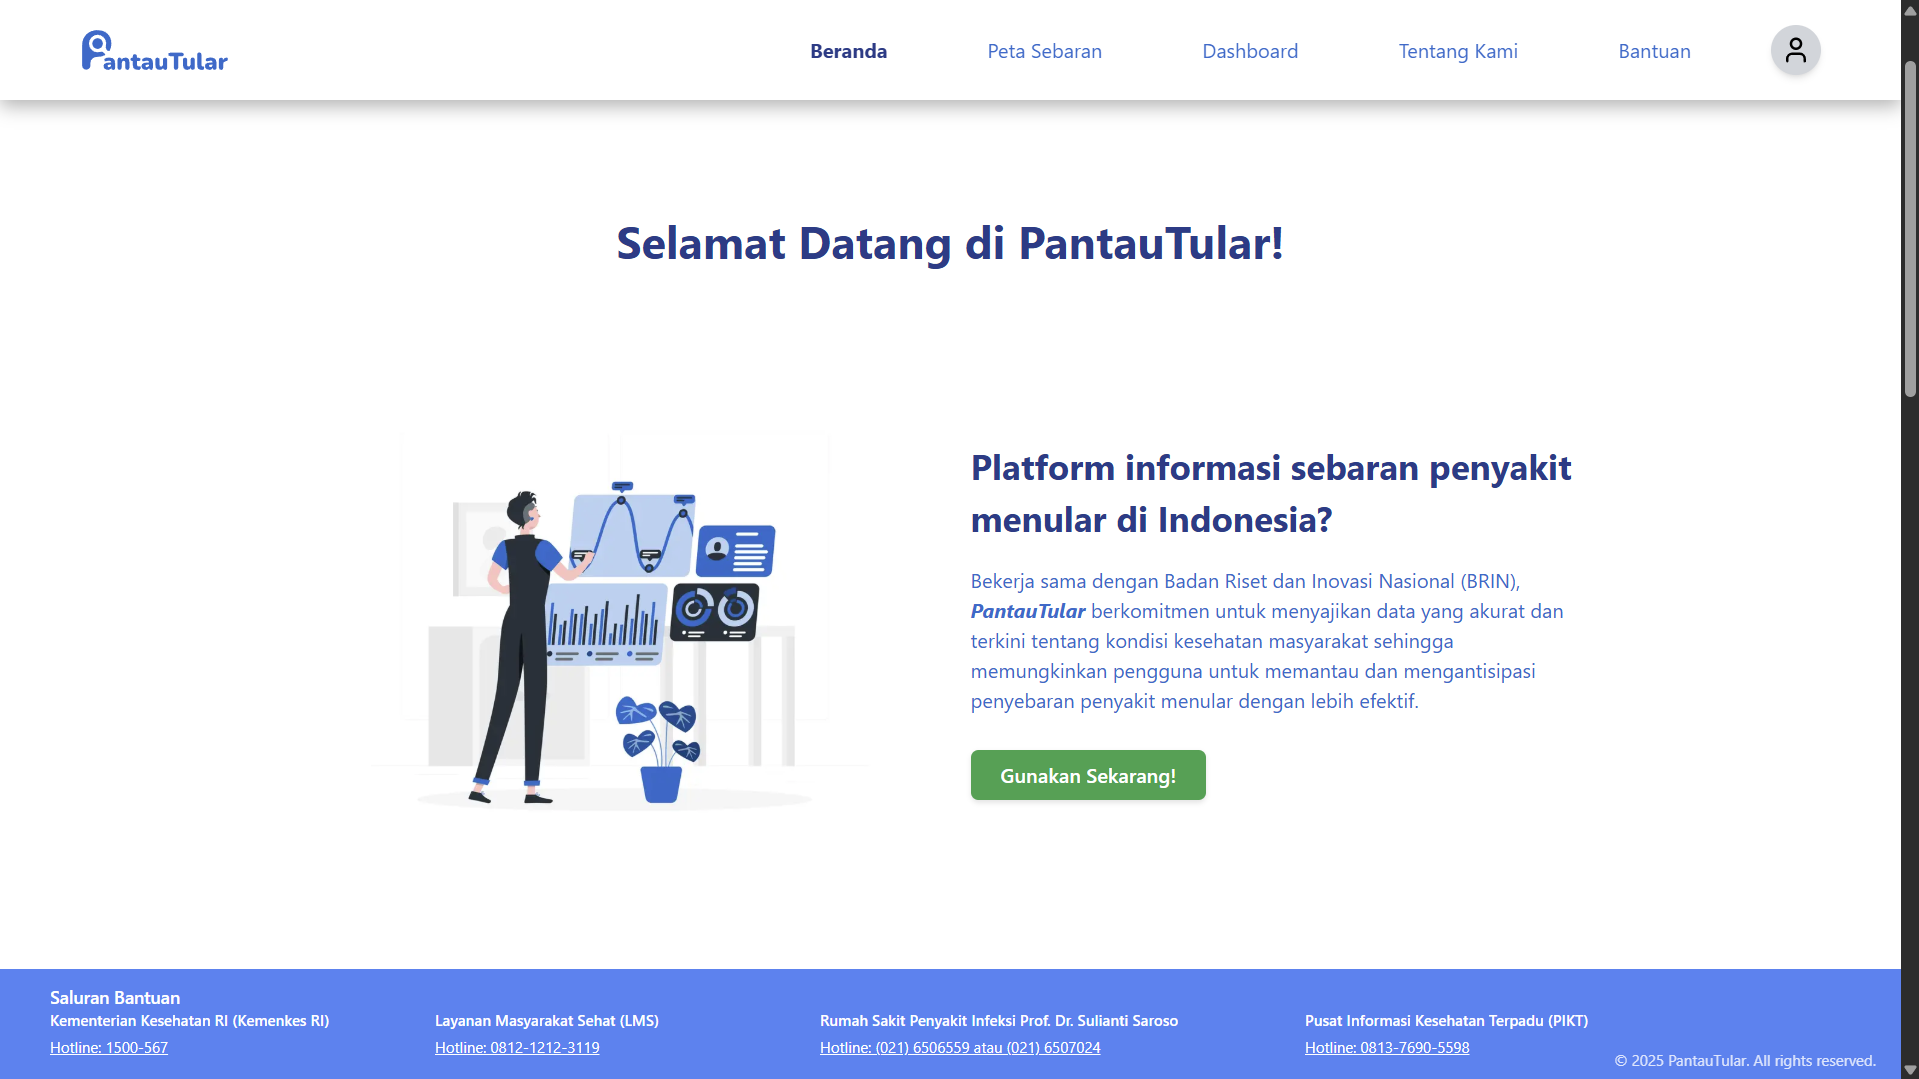 PantauTular
Beranda
Peta Sebaran
Dashboard
Tentang Kami
Bantuan
Selamat Datang di PantauTular!
Platform informasi sebaran penyakit
menular di Indonesia?
Bekerja sama dengan Badan Riset dan Inovasi Nasional (BRIN),
PantauTular berkomitmen untuk menyajikan data yang akurat dan
terkini tentang kondisi kesehatan masyarakat sehingga
memungkinkan pengguna untuk memantau dan mengantisipasi
penyebaran penyakit menular dengan lebih efektif.
Gunakan Sekarang!
Saluran Bantuan
Kementerian Kesehatan RI (Kemenkes RI)
Hotline: 1500-567
Layanan Masyarakat Sehat (LMS)
Hotline: 0812-1212-3119
Rumah Sakit Penyakit Infeksi Prof. Dr. Sulianti Saroso
Hotline: (021) 6506559 atau (021) 6507024
Pusat Informasi Kesehatan Terpadu (PIKT)
Hotline: 0813-7690-5598
© 2025 PantauTular. All rights reserved.